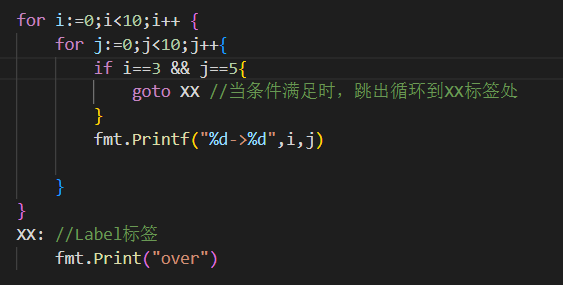 for i:=0;i<10;i++ {
    for j:=0;j<10;j++{
        if i==3 && j==5{
            goto XX //当条件满足时，跳出循环到XX标签处
        }
        fmt.Printf("%d->%d",i,j)
    }
}
XX: //Label标签
    fmt.Print("over")